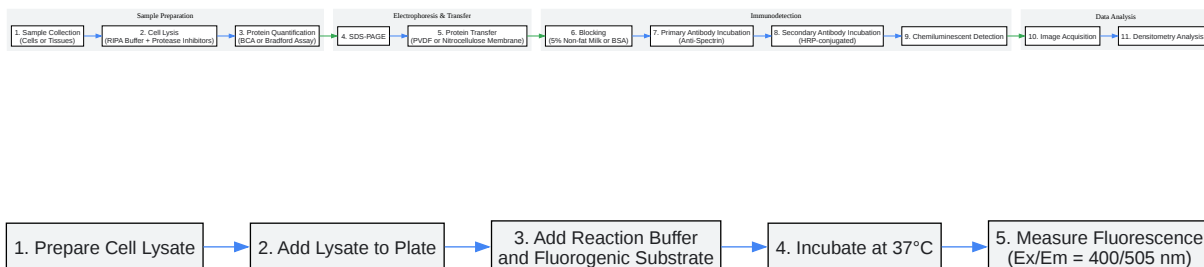 Sample Preparation
1. Sample Collection
(Cells or Tissues)
2. Cell Lysis
(RIPA Buffer + Protease Inhibitors)
3. Protein Quantification
(BCA or Bradford Assay)
Electrophoresis & Transfer
4. SDS-PAGE
5. Protein Transfer
(PVDF or Nitrocellulose Membrane)
Immunodetection
6. Blocking
(5% Non-fat Milk or BSA)
7. Primary Antibody Incubation
(Anti-Spectrin)
8. Secondary Antibody Incubation
(HRP-conjugated)
9. Chemiluminescent Detection
Data Analysis
10. Image Acquisition
11. Densitometry Analysis
1. Prepare Cell Lysate
2. Add Lysate to Plate
3. Add Reaction Buffer
and Fluorogenic Substrate
4. Incubate at 37°C
5. Measure Fluorescence
(Ex/Em = 400/505 nm)